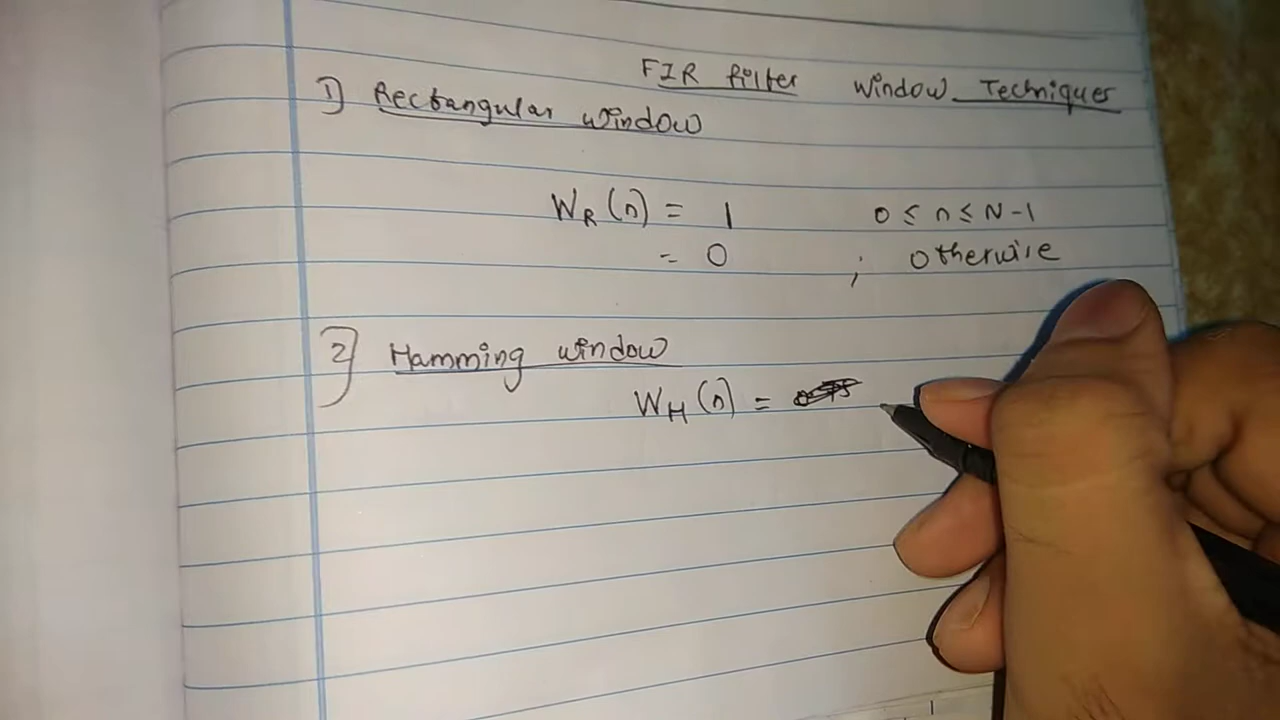 FIR filter window Techniques
1) Rectangular window
WR(n) = 1 0 ≤ n ≤ N-1
= 0 ; otherwise
2) Hamming window
WH(n) =